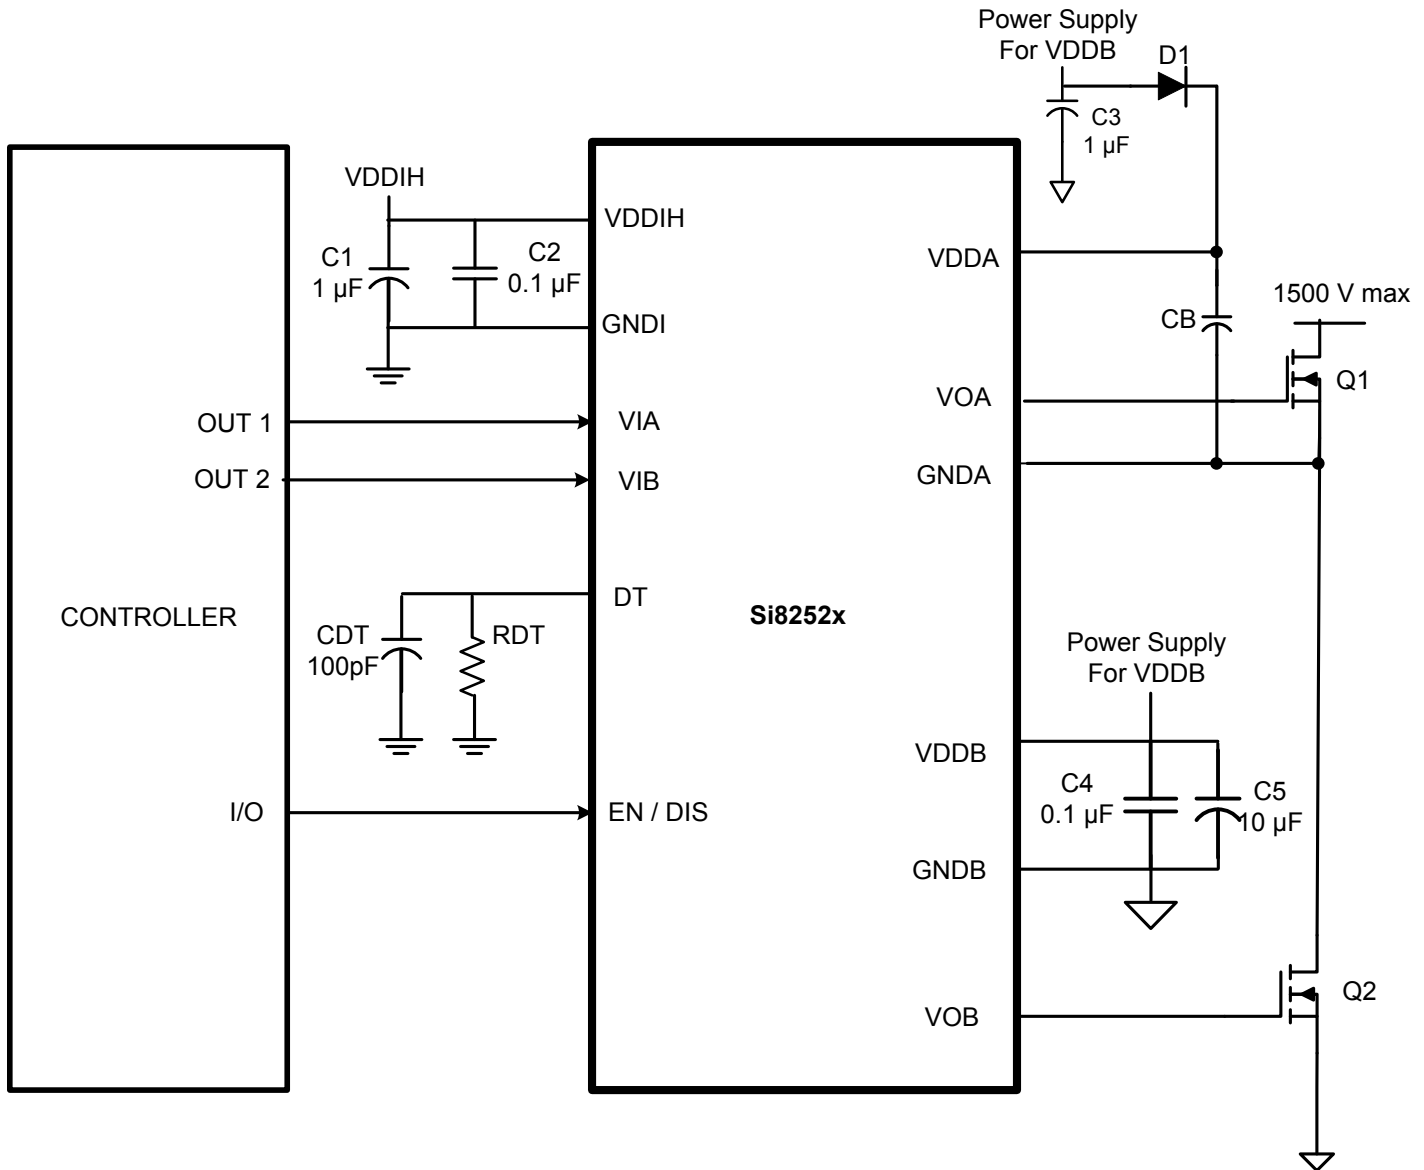 Power Supply
For VDDB
D1
C3
1 µF
VDDIH
C1
1 µF
C2
0.1 µF
VDDIH
GNDI
VDDA
1500 V max
CB
Q1
VOA
OUT 1
VIA
GNDA
OUT 2
VIB
CONTROLLER
CDT
100pF
RDT
DT
Si8252x
Power Supply
For VDDB
VDDB
C4
0.1 µF
C5
10 µF
I/O
EN / DIS
GNDB
VOB
Q2